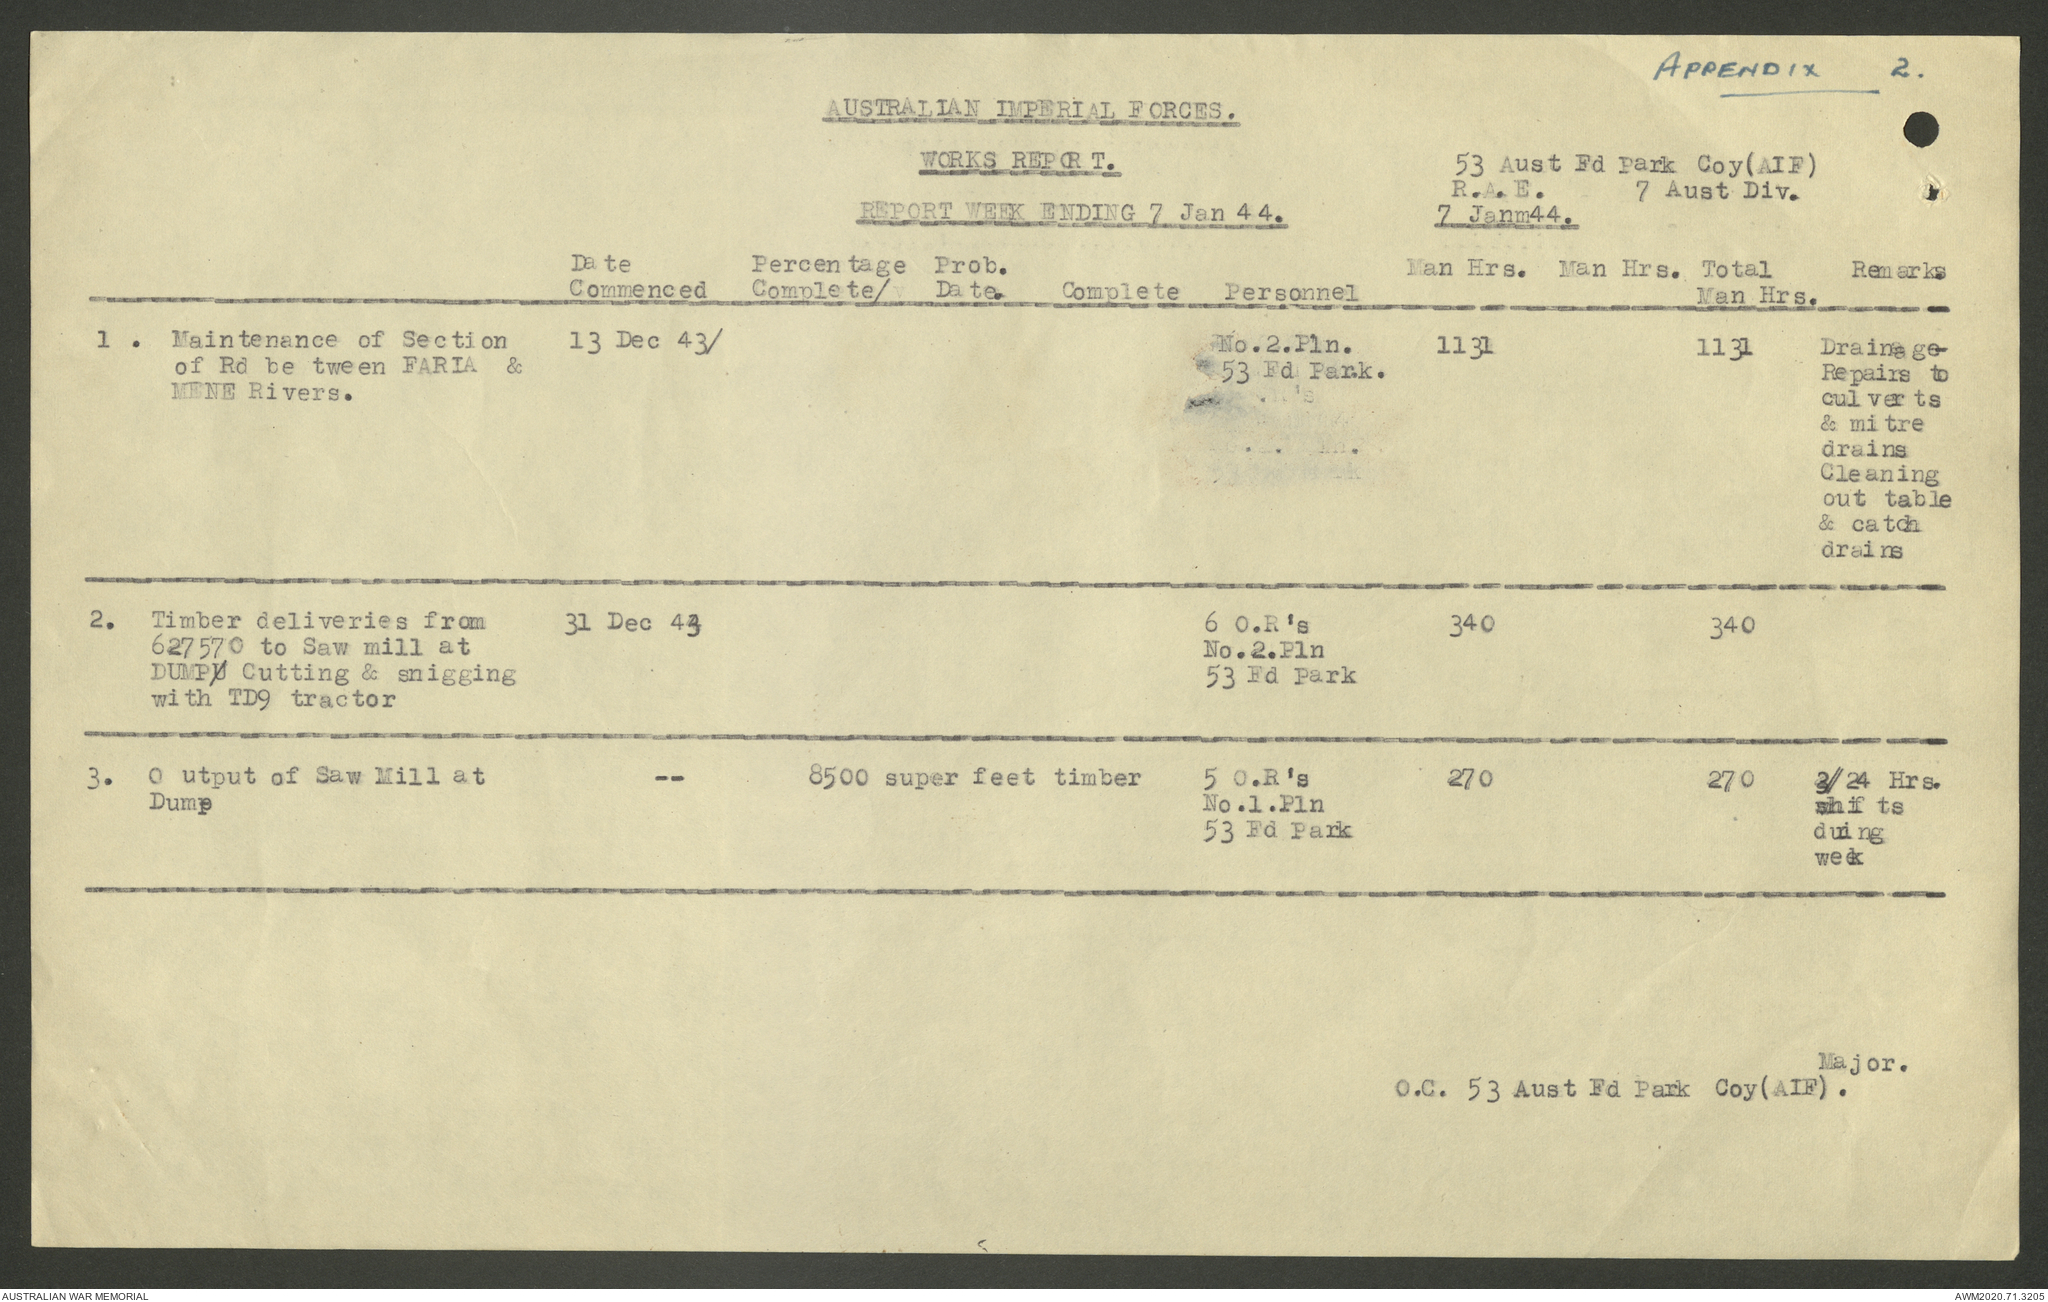 APPENDIX 2.
AUSTRALIAN IMPERIAL FORCES.
WORKS REPORT.
53 Aust Fd Park Coy(AIF)
R.A.E. 7 Aust Div.
REPORT WEEK ENDING 7 Jan 44.
7 Janm44.
Date Percentage Prob. Man Hrs. Man Hrs. Total Remarks
Commenced Complete/ Date. Complete Personnel Man Hrs.
1 . Maintenance of Section 13 Dec 43/ No.2.Pln. 1131 1131 Drainage-
of Rd be tween FARIA & 53 Fd Park. Repairs to
MENE Rivers. culverts
& mitre
drains
Cleaning
out table
& catch
drains
2. Timber deliveries from 31 Dec 43 6 O.R's 340 340
627570 to Saw mill at No.2.Pln
DUMPU Cutting & snigging 53 Fd Park
with TD9 tractor
3. O utput of Saw Mill at -- 8500 super feet timber 5 O.R's 270 270 3/24 Hrs.
Dump No.1.Pln shifts
53 Fd Park during
week
Major.
O.C. 53 Aust Fd Park Coy(AIF).
AUSTRALIAN WAR MEMORIAL AWM2020.71.3205